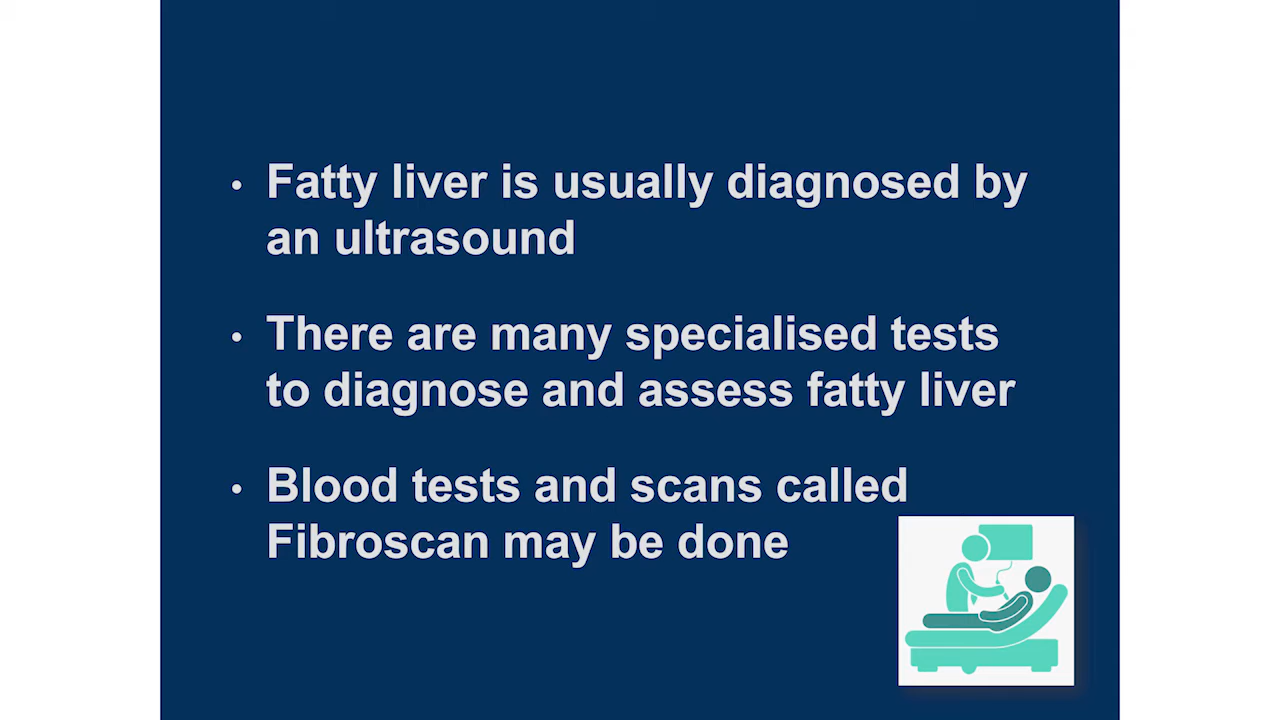 • Fatty liver is usually diagnosed by
an ultrasound
• There are many specialised tests
to diagnose and assess fatty liver
• Blood tests and scans called
Fibroscan may be done